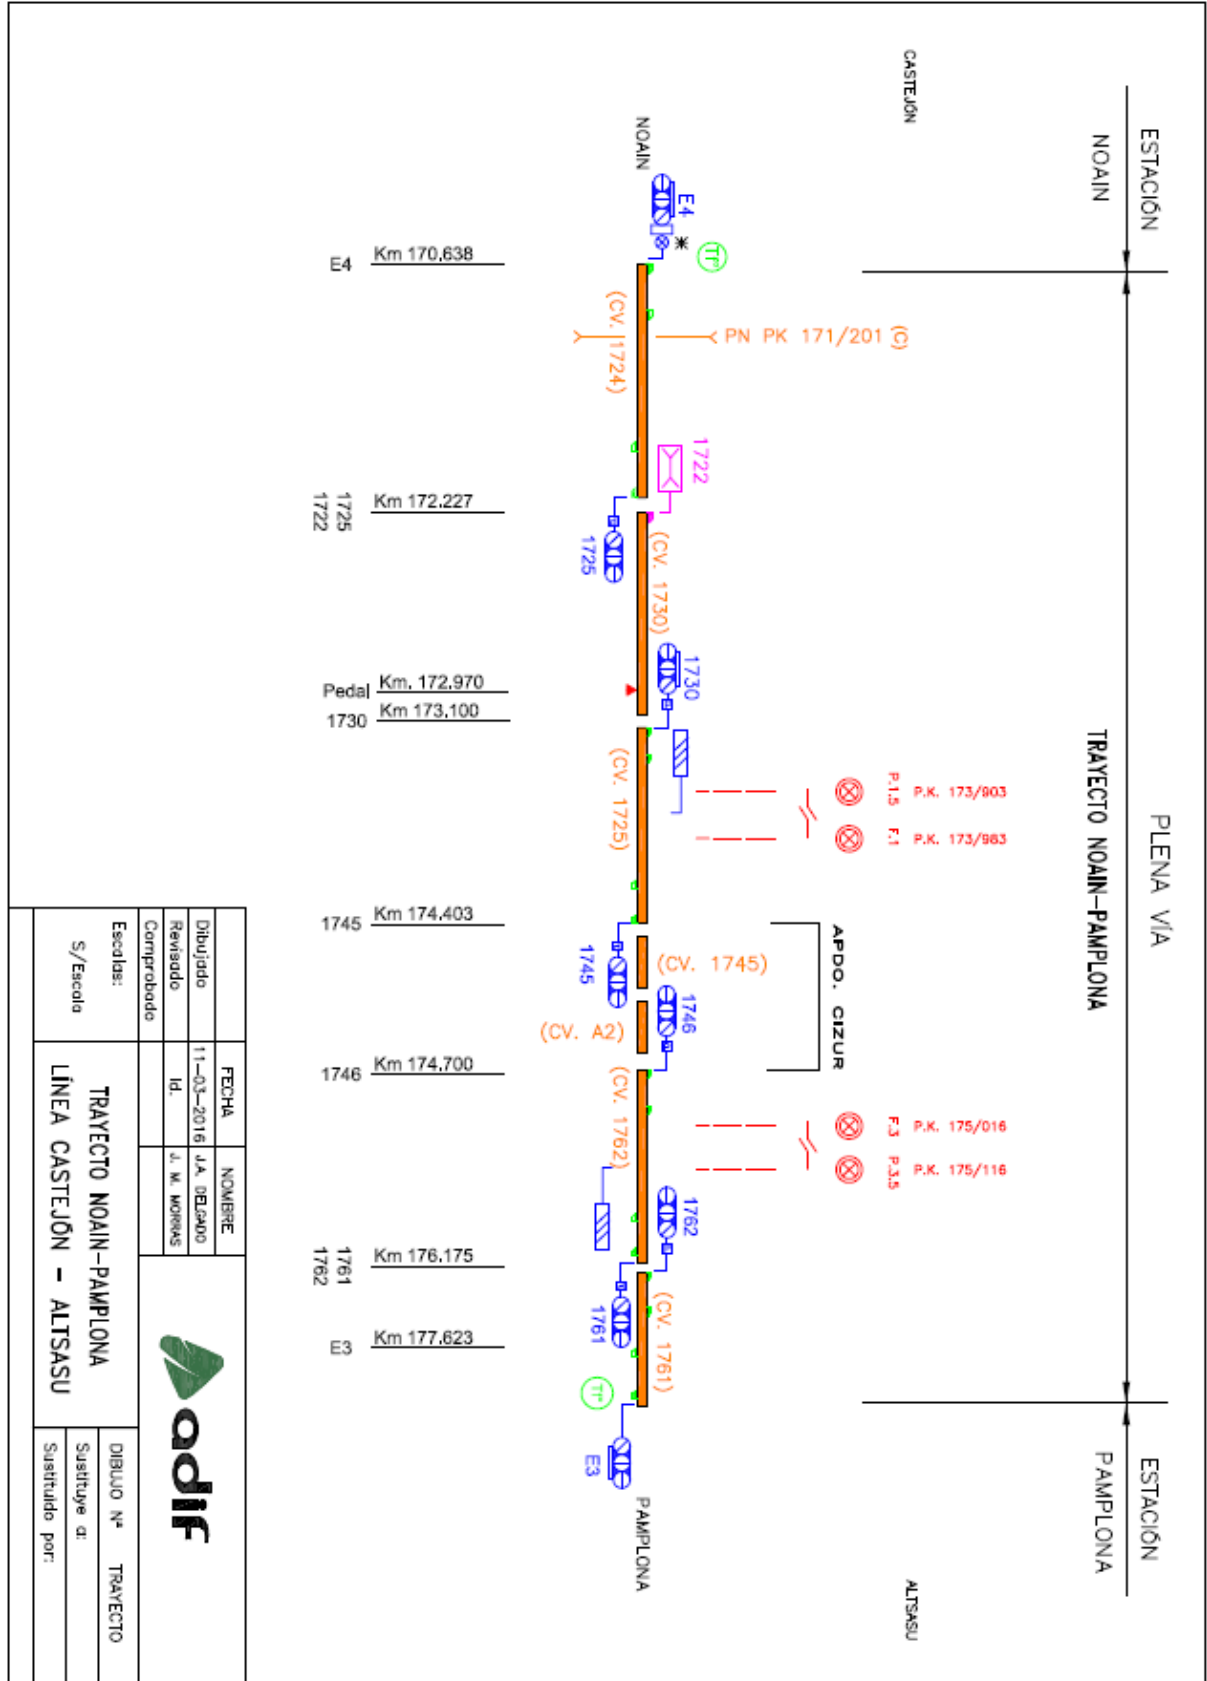 ESTACIÓN
NOAIN
PLENA VÍA
TRAYECTO NOAIN-PAMPLONA
ESTACIÓN
PAMPLONA
CASTEJÓN
ALTSASU
P.1.5 P.K. 173/903
F.1 P.K. 173/983
F.3 P.K. 175/016
P.3.5 P.K. 175/116
APDO. CIZUR
NOAIN
E4
*
Tfº
PN PK 171/201 (C)
(CV. 1724)
1722
1725
(CV. 1730)
1730
(CV. 1725)
1745
(CV. 1745)
1746
(CV. A2)
(CV. 1762)
1762
1761
(CV. 1761)
Tfº
E3
PAMPLONA
E4 Km 170.638
1725
1722
Km 172.227
Pedal Km. 172.970
1730 Km 173.100
1745 Km 174.403
1746 Km 174.700
1761
1762
Km 176.175
E3 Km 177.623
FECHA NOMBRE
Dibujado 11-03-2016 J.A. DELGADO
Revisado Id. J. M. MORRAS
Comprobado
adif
Escalas:
S/Escala
TRAYECTO NOAIN-PAMPLONA
LÍNEA CASTEJÓN - ALTSASU
DIBUJO Nª TRAYECTO
Sustituye a:
Sustituido por: